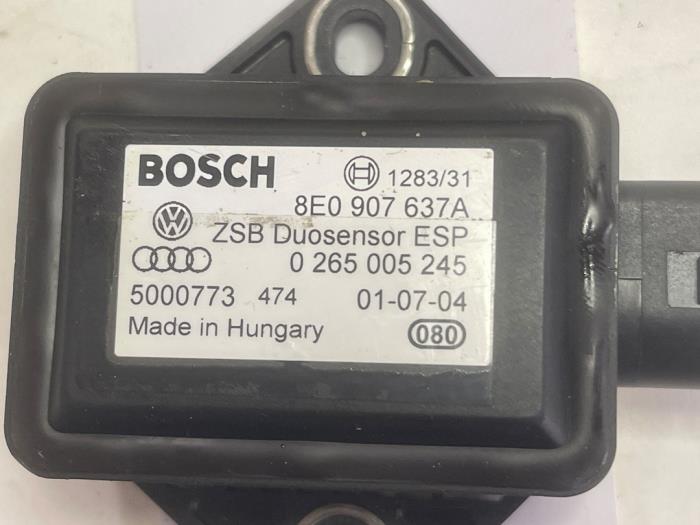 BOSCH 1283/31
8E0 907 637A
ZSB Duosensor ESP
0 265 005 245
5000773 474 01-07-04
Made in Hungary 080